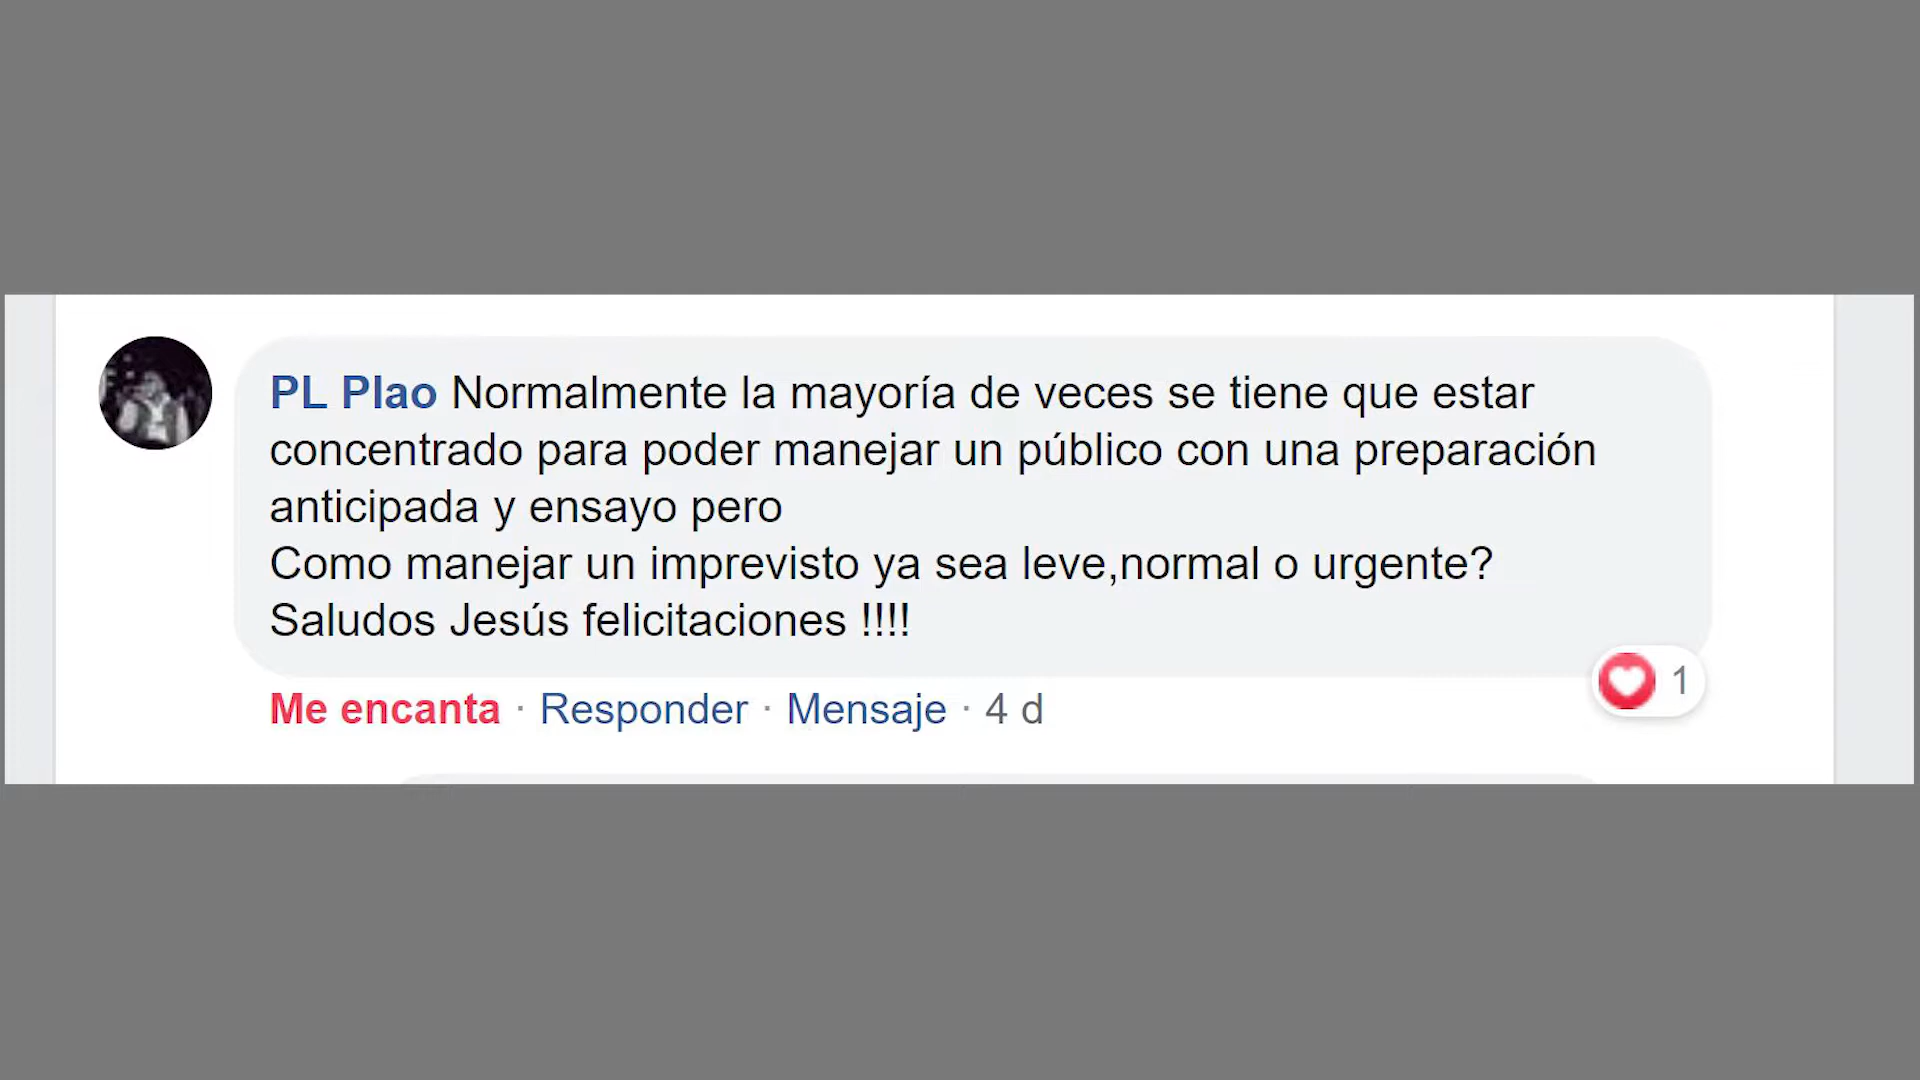 PL Plao Normalmente la mayoría de veces se tiene que estar
concentrado para poder manejar un público con una preparación
anticipada y ensayo pero
Como manejar un imprevisto ya sea leve,normal o urgente?
Saludos Jesús felicitaciones !!!!
1
Me encanta · Responder · Mensaje · 4 d